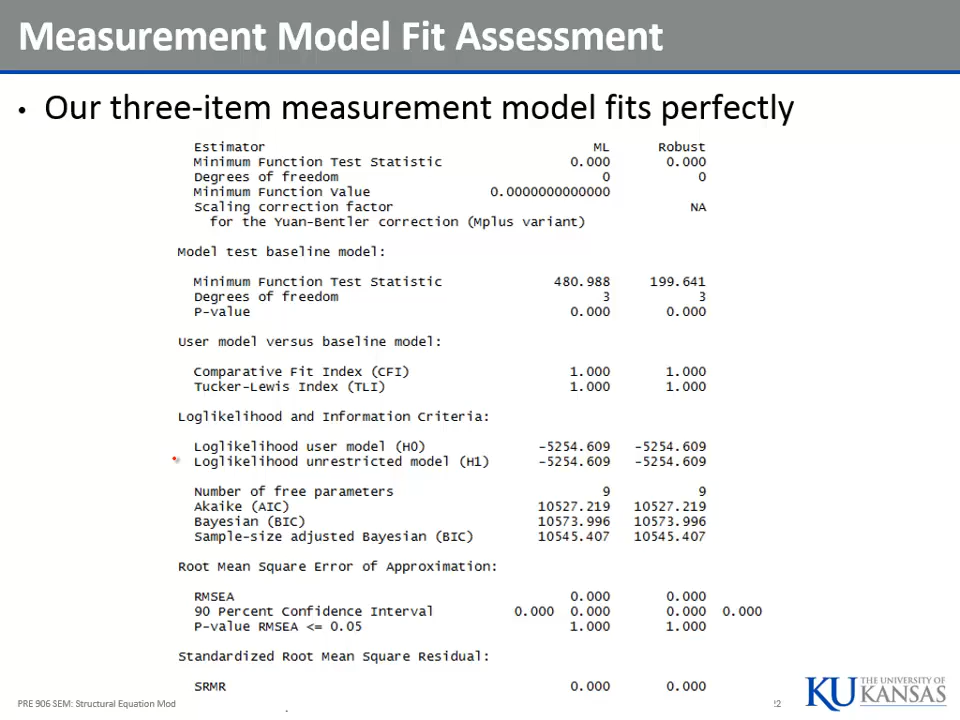 Measurement Model Fit Assessment
• Our three-item measurement model fits perfectly
Estimator ML Robust
Minimum Function Test Statistic 0.000 0.000
Degrees of freedom 0 0
Minimum Function Value 0.0000000000000
Scaling correction factor NA
for the Yuan-Bentler correction (Mplus variant)
Model test baseline model:
Minimum Function Test Statistic 480.988 199.641
Degrees of freedom 3 3
P-value 0.000 0.000
User model versus baseline model:
Comparative Fit Index (CFI) 1.000 1.000
Tucker-Lewis Index (TLI) 1.000 1.000
Loglikelihood and Information Criteria:
Loglikelihood user model (H0) -5254.609 -5254.609
Loglikelihood unrestricted model (H1) -5254.609 -5254.609
Number of free parameters 9 9
Akaike (AIC) 10527.219 10527.219
Bayesian (BIC) 10573.996 10573.996
Sample-size adjusted Bayesian (BIC) 10545.407 10545.407
Root Mean Square Error of Approximation:
RMSEA 0.000 0.000
90 Percent Confidence Interval 0.000 0.000 0.000 0.000
P-value RMSEA <= 0.05 1.000 1.000
Standardized Root Mean Square Residual:
SRMR 0.000 0.000
PRE 906 SEM: Structural Equation Mod
KU THE UNIVERSITY OF
KANSAS